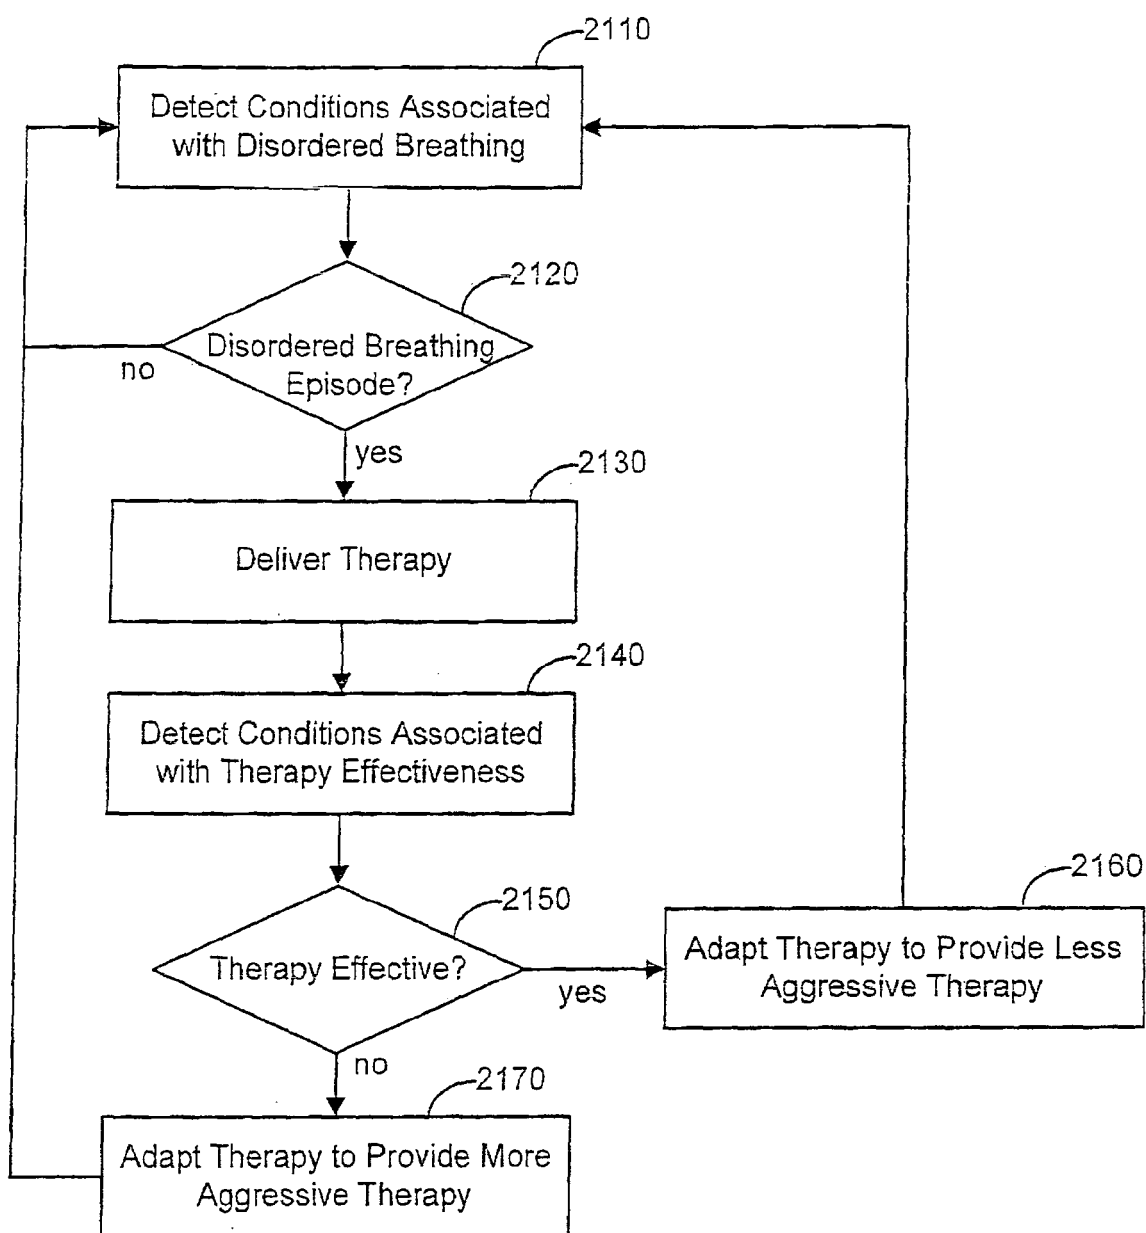 2110
Detect Conditions Associated
with Disordered Breathing
2120
Disordered Breathing
Episode?
no
yes
2130
Deliver Therapy
2140
Detect Conditions Associated
with Therapy Effectiveness
2150
Therapy Effective?
yes
2160
Adapt Therapy to Provide Less
Aggressive Therapy
no
2170
Adapt Therapy to Provide More
Aggressive Therapy